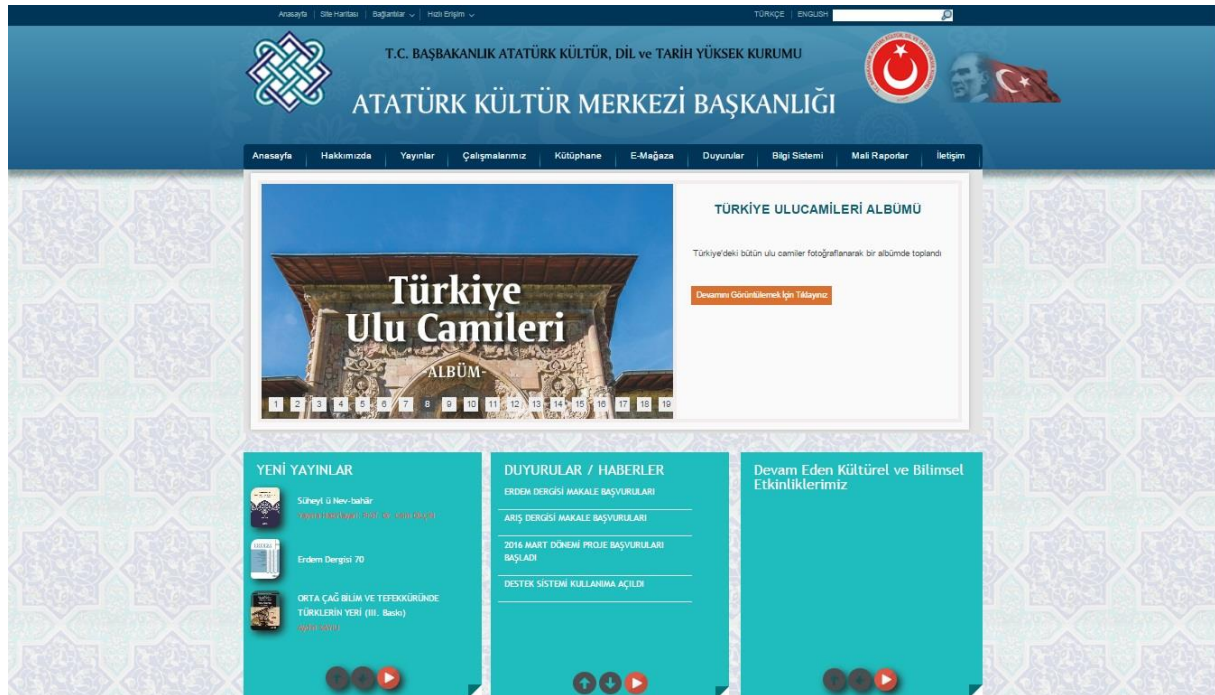 Anasayfa | Site Haritası | Bağlantılar | Hızlı Erişim
TÜRKÇE | ENGLISH
T.C. BAŞBAKANLIK ATATÜRK KÜLTÜR, DİL ve TARİH YÜKSEK KURUMU
ATATÜRK KÜLTÜR MERKEZİ BAŞKANLIĞI
Anasayfa | Hakkımızda | Yayınlar | Çalışmalarımız | Kütüphane | E-Mağaza | Duyurular | Bilgi Sistemi | Mali Raporlar | İletişim
Türkiye
Ulu Camileri
-ALBÜM-
1 2 3 4 5 6 7 8 9 10 11 12 13 14 15 16 17 18 19
TÜRKİYE ULUCAMİLERİ ALBÜMÜ
Türkiye'deki bütün ulu camiler fotoğraflanarak bir albümde toplandı
Devamını Görüntülemek İçin Tıklayınız
YENİ YAYINLAR
Süheyl ü Nev-bahâr
Erdem Dergisi 70
ORTA ÇAĞ BİLİM VE TEFEKKÜRÜNDE
TÜRKLERİN YERİ (III. Baskı)
DUYURULAR / HABERLER
ERDEM DERGİSİ MAKALE BAŞVURULARI
ARIŞ DERGİSİ MAKALE BAŞVURULARI
2016 MART DÖNEMİ PROJE BAŞVURULARI
BAŞLADI
DESTEK SİSTEMİ KULLANIMA AÇILDI
Devam Eden Kültürel ve Bilimsel
Etkinliklerimiz